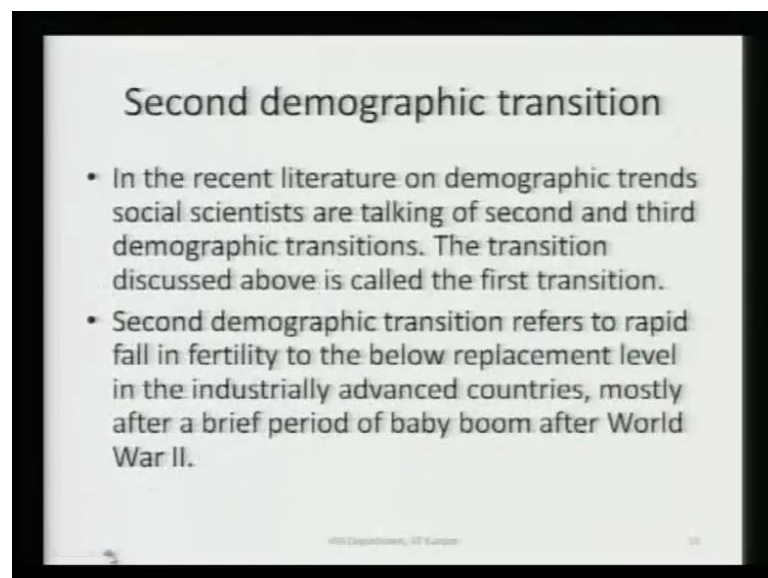 Second demographic transition
• In the recent literature on demographic trends
social scientists are talking of second and third
demographic transitions. The transition
discussed above is called the first transition.
• Second demographic transition refers to rapid
fall in fertility to the below replacement level
in the industrially advanced countries, mostly
after a brief period of baby boom after World
War II.